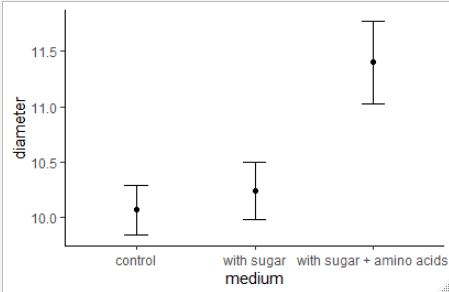 diameter
11.5
11.0
10.5
10.0
control with sugar with sugar + amino acids
medium